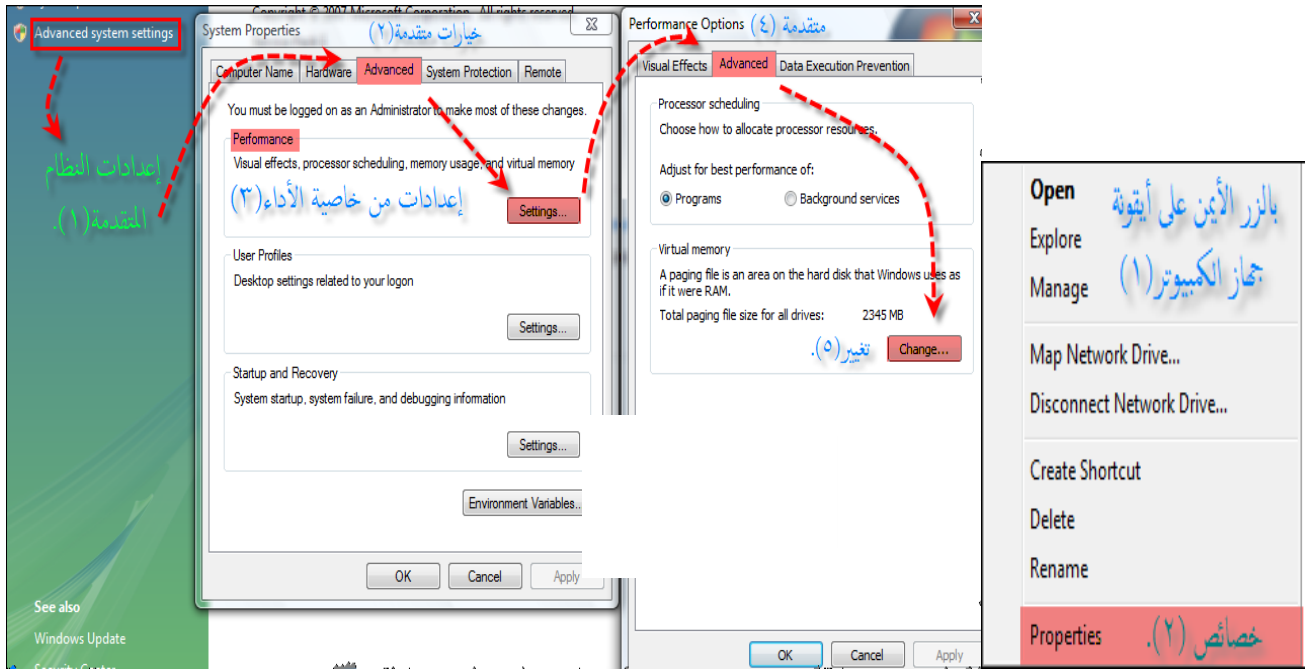 Copyright © 2007 Microsoft Corporation. All rights reserved.
Advanced system settings
إعدادات النظام
المتقدمة(١).
See also
Windows Update
Security Center
System Properties
خيارات متقدمة(٢)
Computer Name
Hardware
Advanced
System Protection
Remote
You must be logged on as an Administrator to make most of these changes.
Performance
Visual effects, processor scheduling, memory usage, and virtual memory
إعدادات من خاصية الأداء(٣)
Settings...
User Profiles
Desktop settings related to your logon
Settings...
Startup and Recovery
System startup, system failure, and debugging information
Settings...
Environment Variables..
OK
Cancel
Apply
Performance Options
متقدمة (٤)
Visual Effects
Advanced
Data Execution Prevention
Processor scheduling
Choose how to allocate processor resources.
Adjust for best performance of:
Programs
Background services
Virtual memory
A paging file is an area on the hard disk that Windows uses as
if it were RAM.
Total paging file size for all drives: 2345 MB
تغيير(٥).
Change...
OK
Cancel
Apply
Open
بالزر الأيمن على أيقونة
Explore
جهاز الكمبيوتر(١)
Manage
Map Network Drive...
Disconnect Network Drive...
Create Shortcut
Delete
Rename
Properties
خصائص (٢).